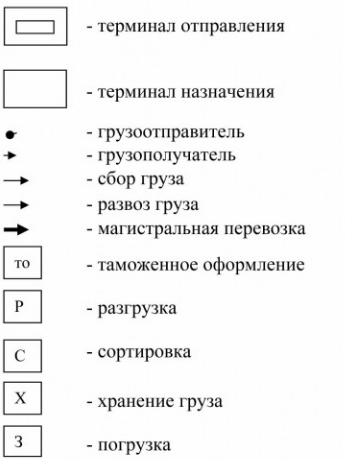 - терминал отправления
- терминал назначения
- грузоотправитель
- грузополучатель
- сбор груза
- развоз груза
- магистральная перевозка
то - таможенное оформление
Р - разгрузка
С - сортировка
Х - хранение груза
З - погрузка